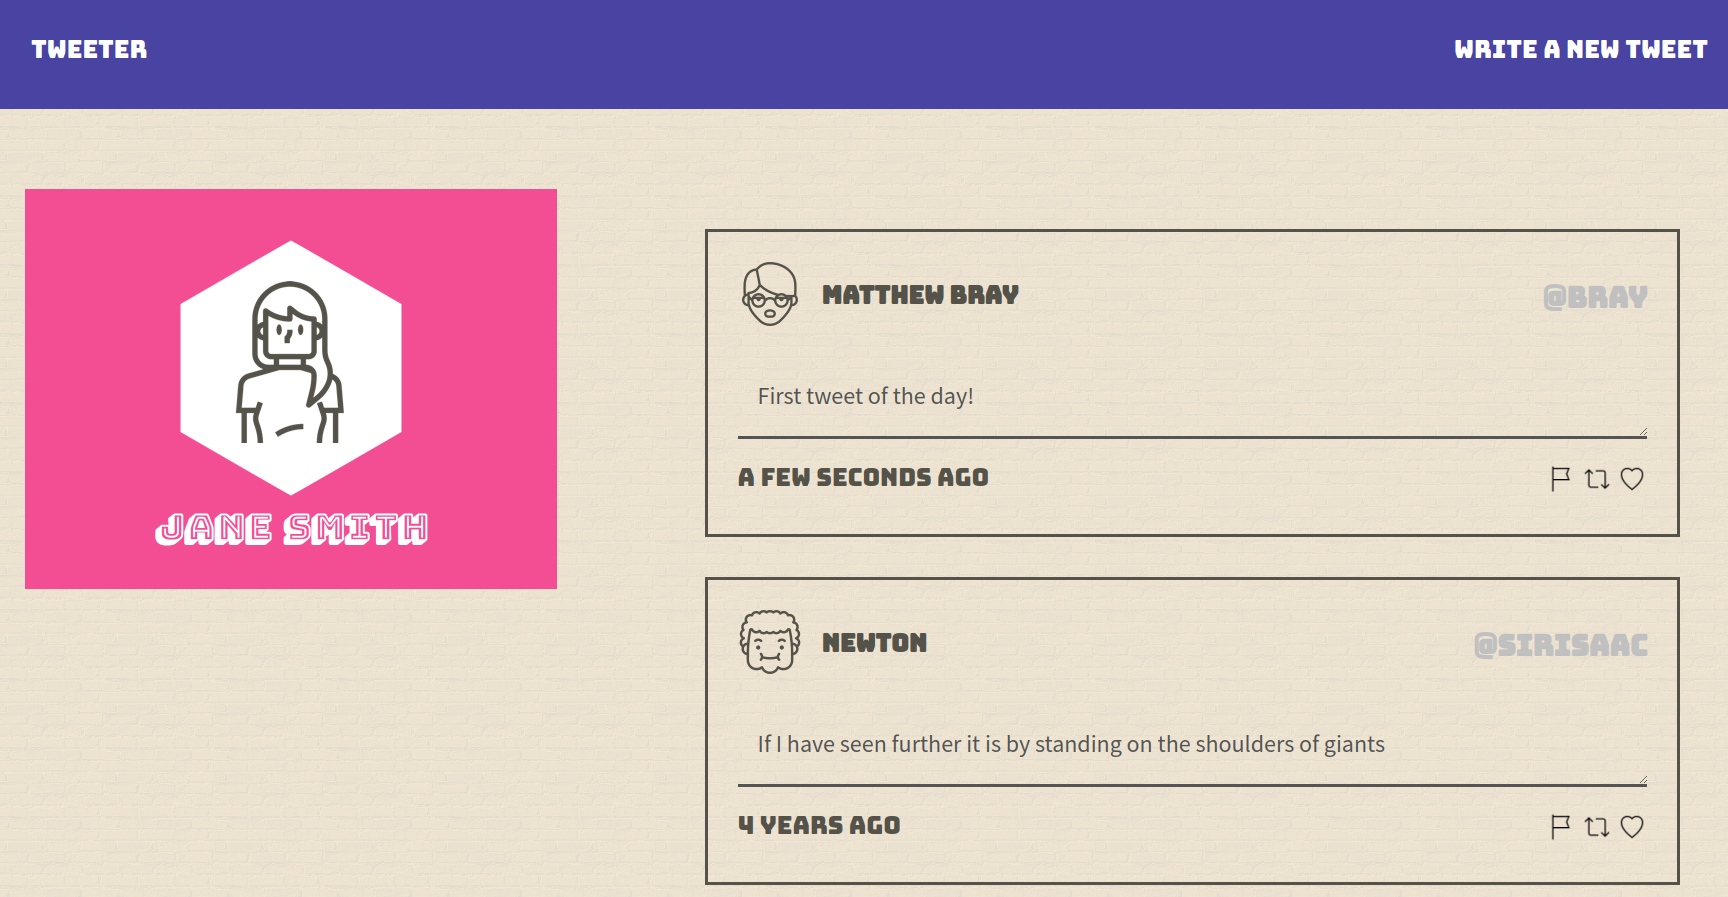 TWEETER
WRITE A NEW TWEET
JANE SMITH
MATTHEW BRAY
@BRAY
First tweet of the day!
A FEW SECONDS AGO
NEWTON
@SIRISAAC
If I have seen further it is by standing on the shoulders of giants
4 YEARS AGO